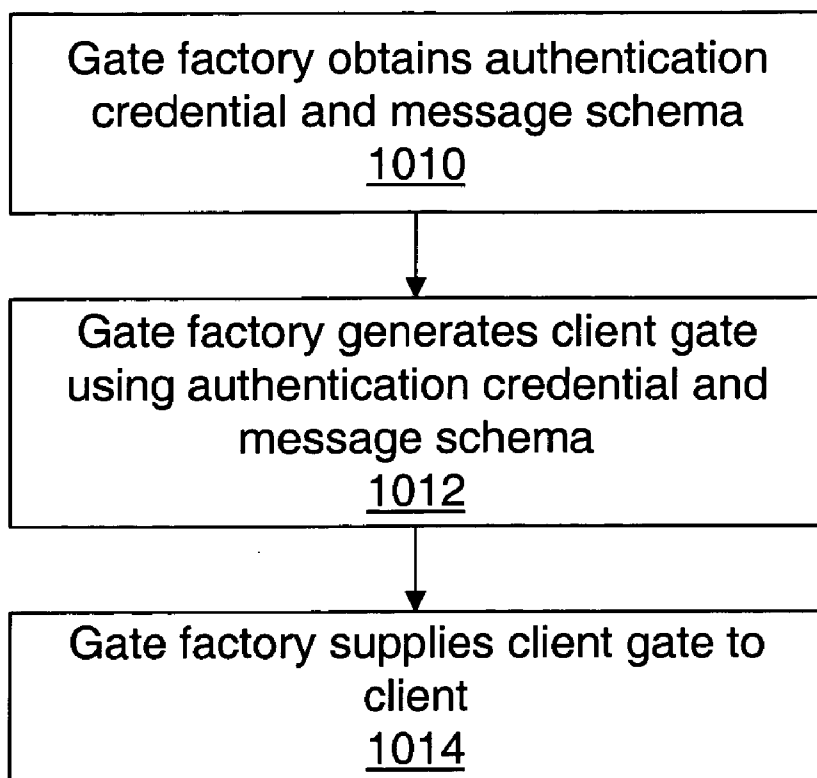 Gate factory obtains authentication
credential and message schema
1010
Gate factory generates client gate
using authentication credential and
message schema
1012
Gate factory supplies client gate to
client
1014